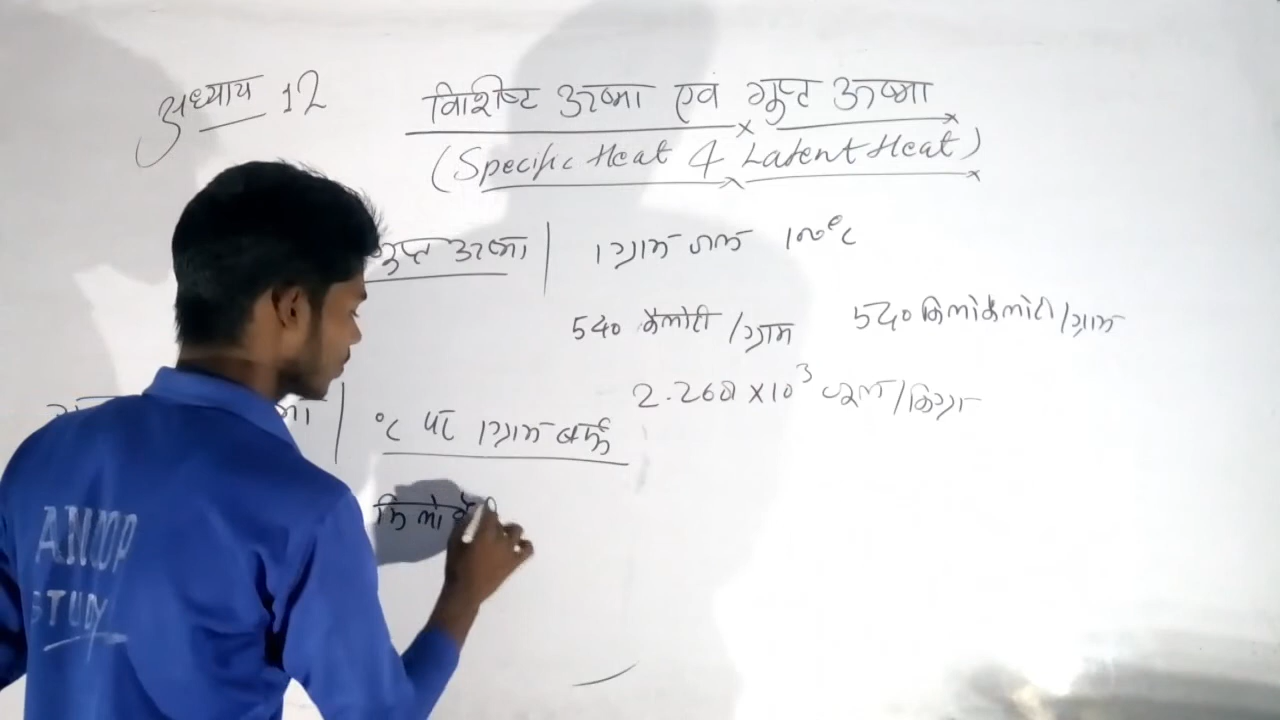 अध्याय 12
विशिष्ट ऊष्मा एवं गुप्त ऊष्मा
(Specific Heat & Latent Heat)
गुप्त ऊष्मा | 1 ग्राम जल 100°C
540 कैलोरी/ग्राम 540 किलोकैलोरी/ग्राम
2.260 × 10³ जूल/किग्रा
°C पर 1 ग्राम बर्फ
किलो
ANOOP
STUDY